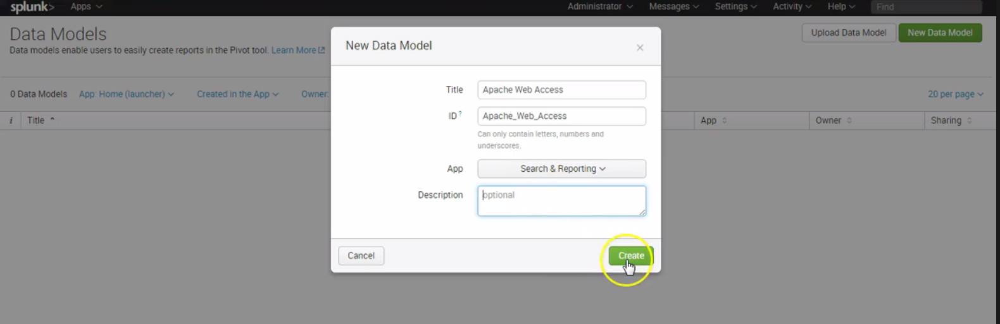 splunk> Apps Administrator Messages Settings Activity Help Find
Data Models
Upload Data Model New Data Model
Data models enable users to easily create reports in the Pivot tool. Learn More
0 Data Models App: Home (launcher) Created in the App Owner: 20 per page
i Title App Owner Sharing
New Data Model ×
Title Apache Web Access
ID ? Apache_Web_Access
Can only contain letters, numbers and
underscores.
App Search & Reporting
Description optional
Cancel Create